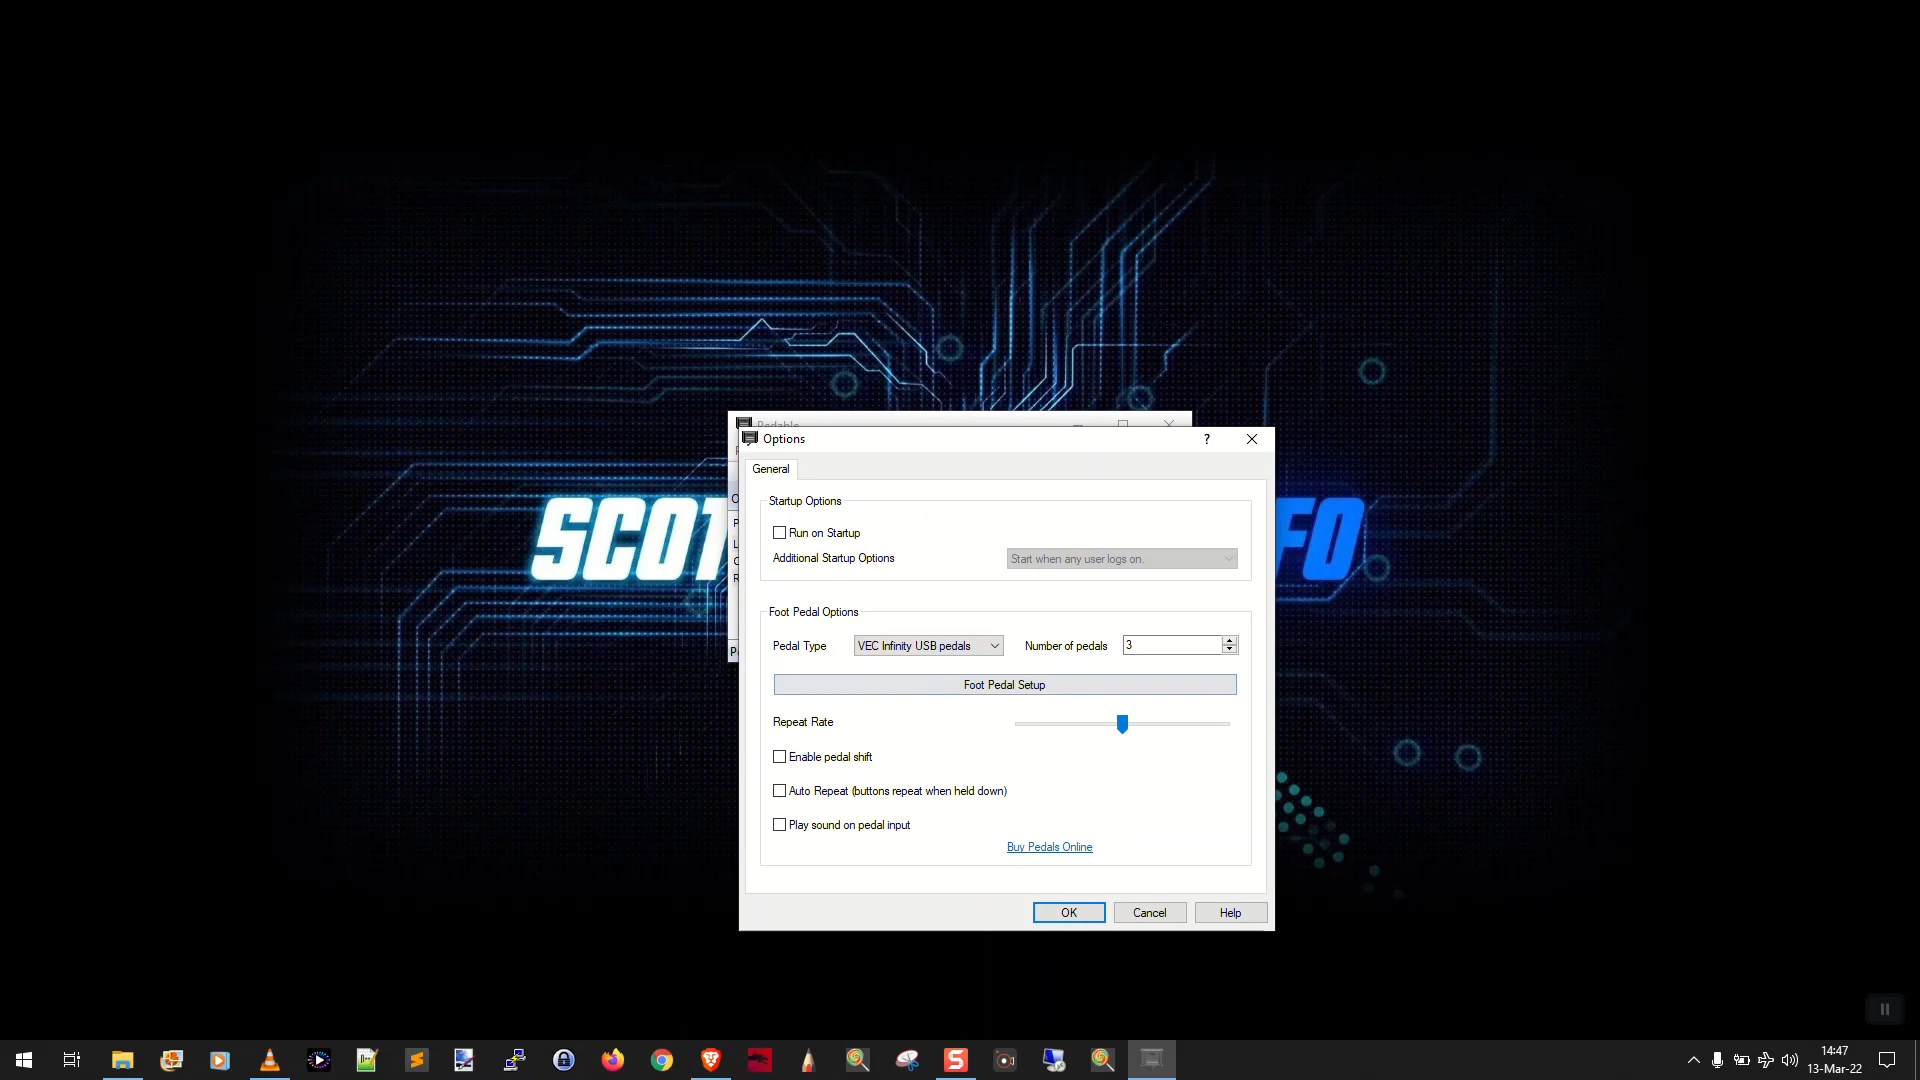 Pedable
Options
?
General
SCOT
FO
Startup Options
Run on Startup
Additional Startup Options
Start when any user logs on.
Foot Pedal Options
Pedal Type
VEC Infinity USB pedals
Number of pedals
3
Foot Pedal Setup
Repeat Rate
Enable pedal shift
Auto Repeat (buttons repeat when held down)
Play sound on pedal input
Buy Pedals Online
OK
Cancel
Help
14:47
13-Mar-22